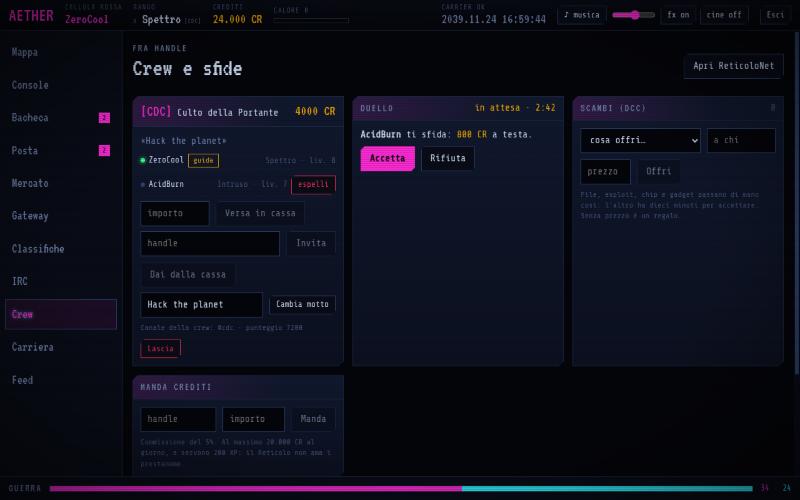 AETHER
CELLULA ROSSA
ZeroCool
RANGO
Spettro [CDC]
CREDITI
24.000 CR
CALORE 0
CARRIER OK
2039.11.24 16:59:44
♪ musica
fx on
cine off
Esci
Mappa
Console
Bacheca 2
Posta 2
Mercato
Gateway
Classifiche
IRC
Crew
Carriera
Feed
FRA HANDLE
Crew e sfide
Apri ReticoloNet
[CDC] Culto della Portante 4000 CR
«Hack the planet»
ZeroCool guida Spettro · liv. 8
AcidBurn Intruso · liv. 7 espelli
importo Versa in cassa
handle Invita
Dai dalla cassa
Hack the planet Cambia motto
Canale della crew: #cdc · punteggio 7200
Lascia
DUELLO in attesa · 2:42
AcidBurn ti sfida: 800 CR a testa.
Accetta Rifiuta
SCAMBI (DCC) 0
cosa offri… a chi
prezzo Offri
File, exploit, chip e gadget passano di mano
così: l'altro ha dieci minuti per accettare.
Senza prezzo è un regalo.
MANDA CREDITI
handle importo Manda
Commissione del 5%. Al massimo 20.000 CR al
giorno, e servono 200 XP: il Reticolo non ama i
prestanome.
GUERRA 34 · 24